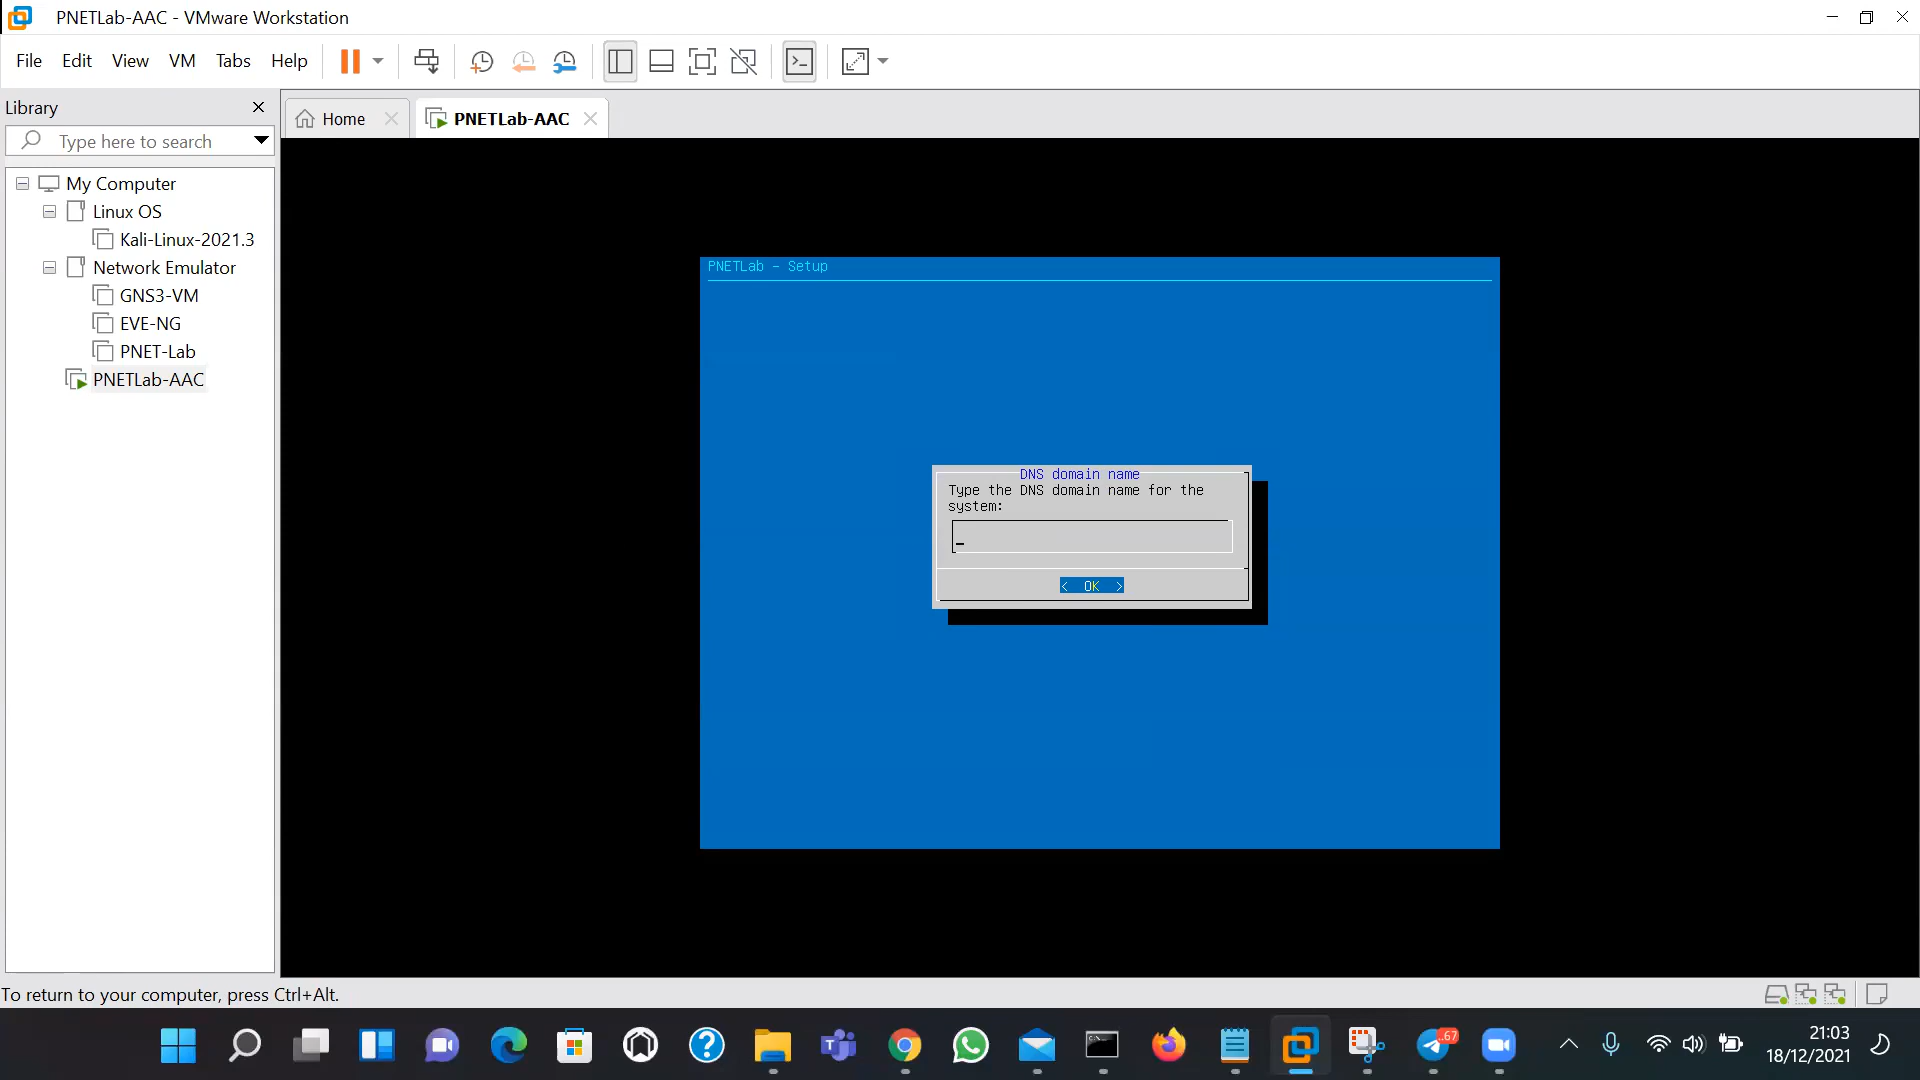 PNETLab-AAC - VMware Workstation
File Edit View VM Tabs Help
Library
Home
PNETLab-AAC
Type here to search
My Computer
Linux OS
Kali-Linux-2021.3
Network Emulator
GNS3-VM
EVE-NG
PNET-Lab
PNETLab-AAC
PNETLab - Setup
DNS domain name
Type the DNS domain name for the
system:
< OK >
To return to your computer, press Ctrl+Alt.
67
21:03
18/12/2021